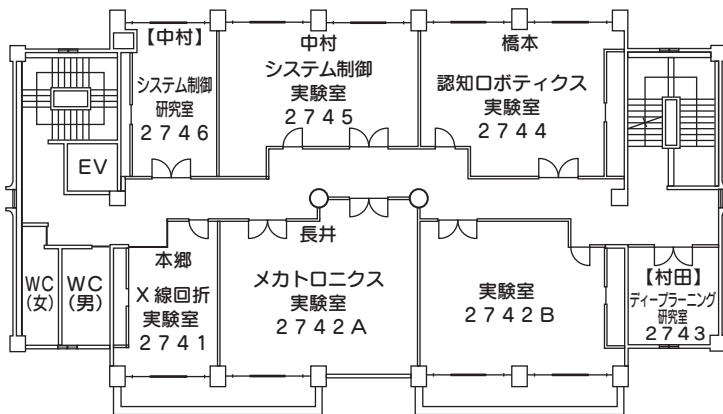 【中村】
システム制御
研究室
２７４６
中村
システム制御
実験室
２７４５
橋本
認知ロボティクス
実験室
２７４４
EV
WC
(女)
WC
(男)
本郷
X線回折
実験室
２７４１
長井
メカトロニクス
実験室
２７４２A
実験室
２７４２B
【村田】
ディープラーニング
研究室
２７４３